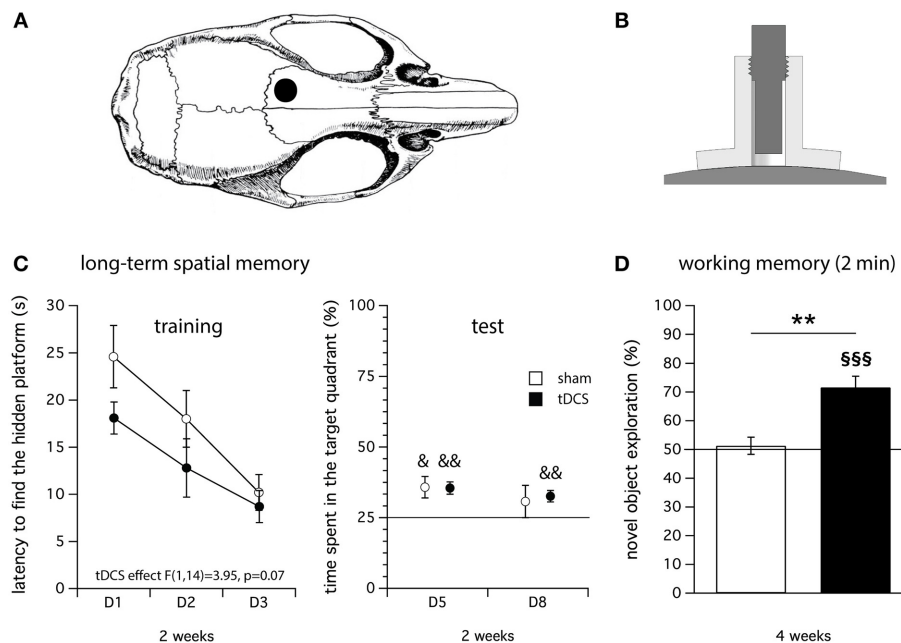 A
B
C long-term spatial memory
latency to find the hidden platform (s)
30
25
20
15
10
5
0
training
tDCS effect F(1,14)=3.95, p=0.07
D1 D2 D3
2 weeks
time spent in the target quadrant (%)
100
75
50
25
0
test
sham
tDCS
& && &&
D5 D8
2 weeks
D working memory (2 min)
novel object exploration (%)
100
90
80
70
60
50
40
30
20
10
0
**
§§§
4 weeks